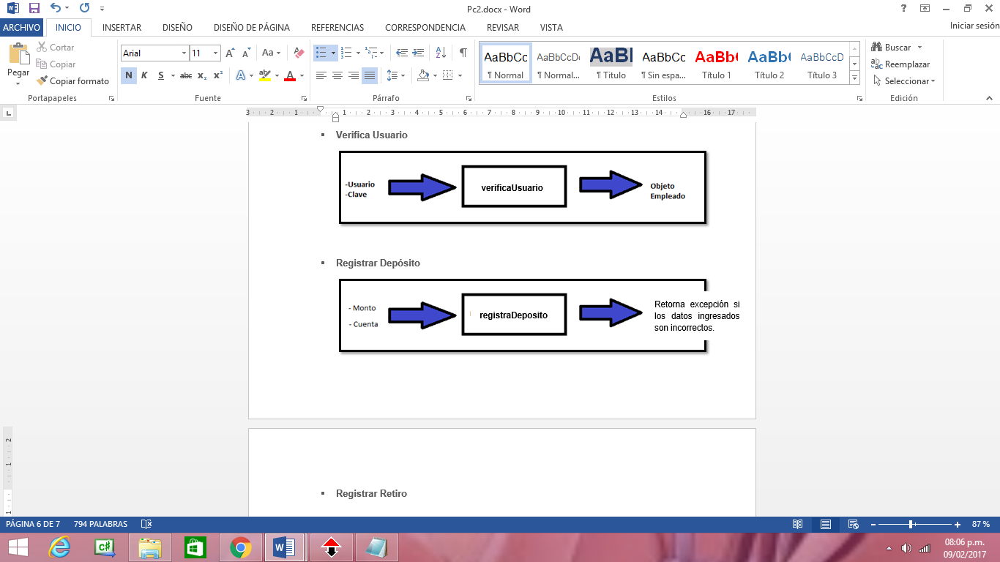 Pc2.docx - Word
Iniciar sesión
ARCHIVO INICIO INSERTAR DISEÑO DISEÑO DE PÁGINA REFERENCIAS CORRESPONDENCIA REVISAR VISTA
Pegar
Cortar
Copiar
Copiar formato
Portapapeles
Arial 11
N K S abc x₂ x²
Fuente
Párrafo
AaBbCc AaBbCcDc AaBl AaBbCc AaBb( AaBb( AaBbCcD
¶ Normal ¶ Normal... ¶ Titulo ¶ Sin espa... Título 1 Título 2 Título 3
Estilos
Buscar
Reemplazar
Seleccionar
Edición
3 2 1 1 2 3 4 5 6 7 8 9 10 11 12 13 14 16 17
▪ Verifica Usuario
-Usuario
-Clave
verificaUsuario
Objeto
Empleado
▪ Registrar Depósito
- Monto
- Cuenta
registraDeposito
Retorna excepción si
los datos ingresados
son incorrectos.
2
1
1
▪ Registrar Retiro
PÁGINA 6 DE 7 794 PALABRAS 87 %
08:06 p.m.
09/02/2017